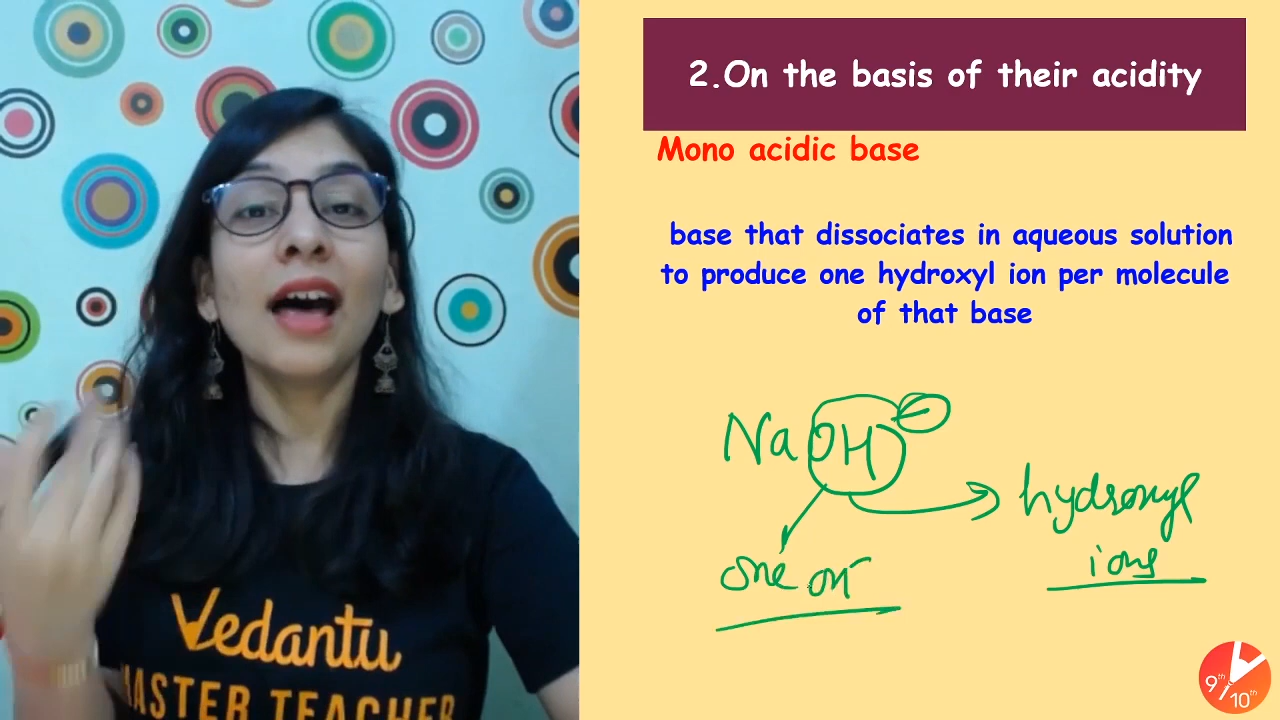 2.On the basis of their acidity
Mono acidic base
base that dissociates in aqueous solution
to produce one hydroxyl ion per molecule
of that base
NaOH⁻
hydroxyl
ions
one OH⁻
Vedantu
MASTER TEACHER
9th
10th